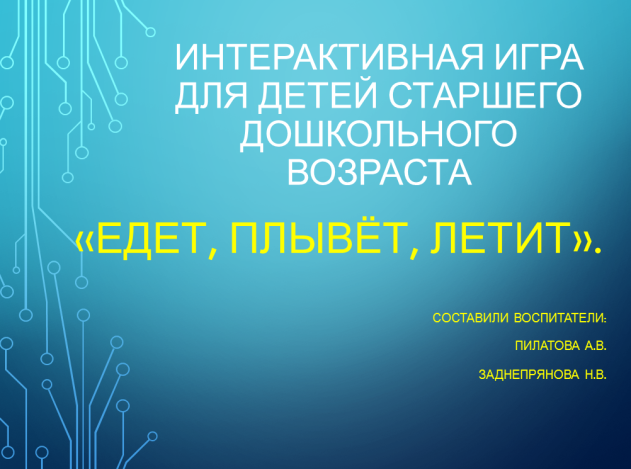 ИНТЕРАКТИВНАЯ ИГРА
ДЛЯ ДЕТЕЙ СТАРШЕГО
ДОШКОЛЬНОГО
ВОЗРАСТА
«ЕДЕТ, ПЛЫВЁТ, ЛЕТИТ».
СОСТАВИЛИ ВОСПИТАТЕЛИ:
ПИЛАТОВА А.В.
ЗАДНЕПРЯНОВА Н.В.